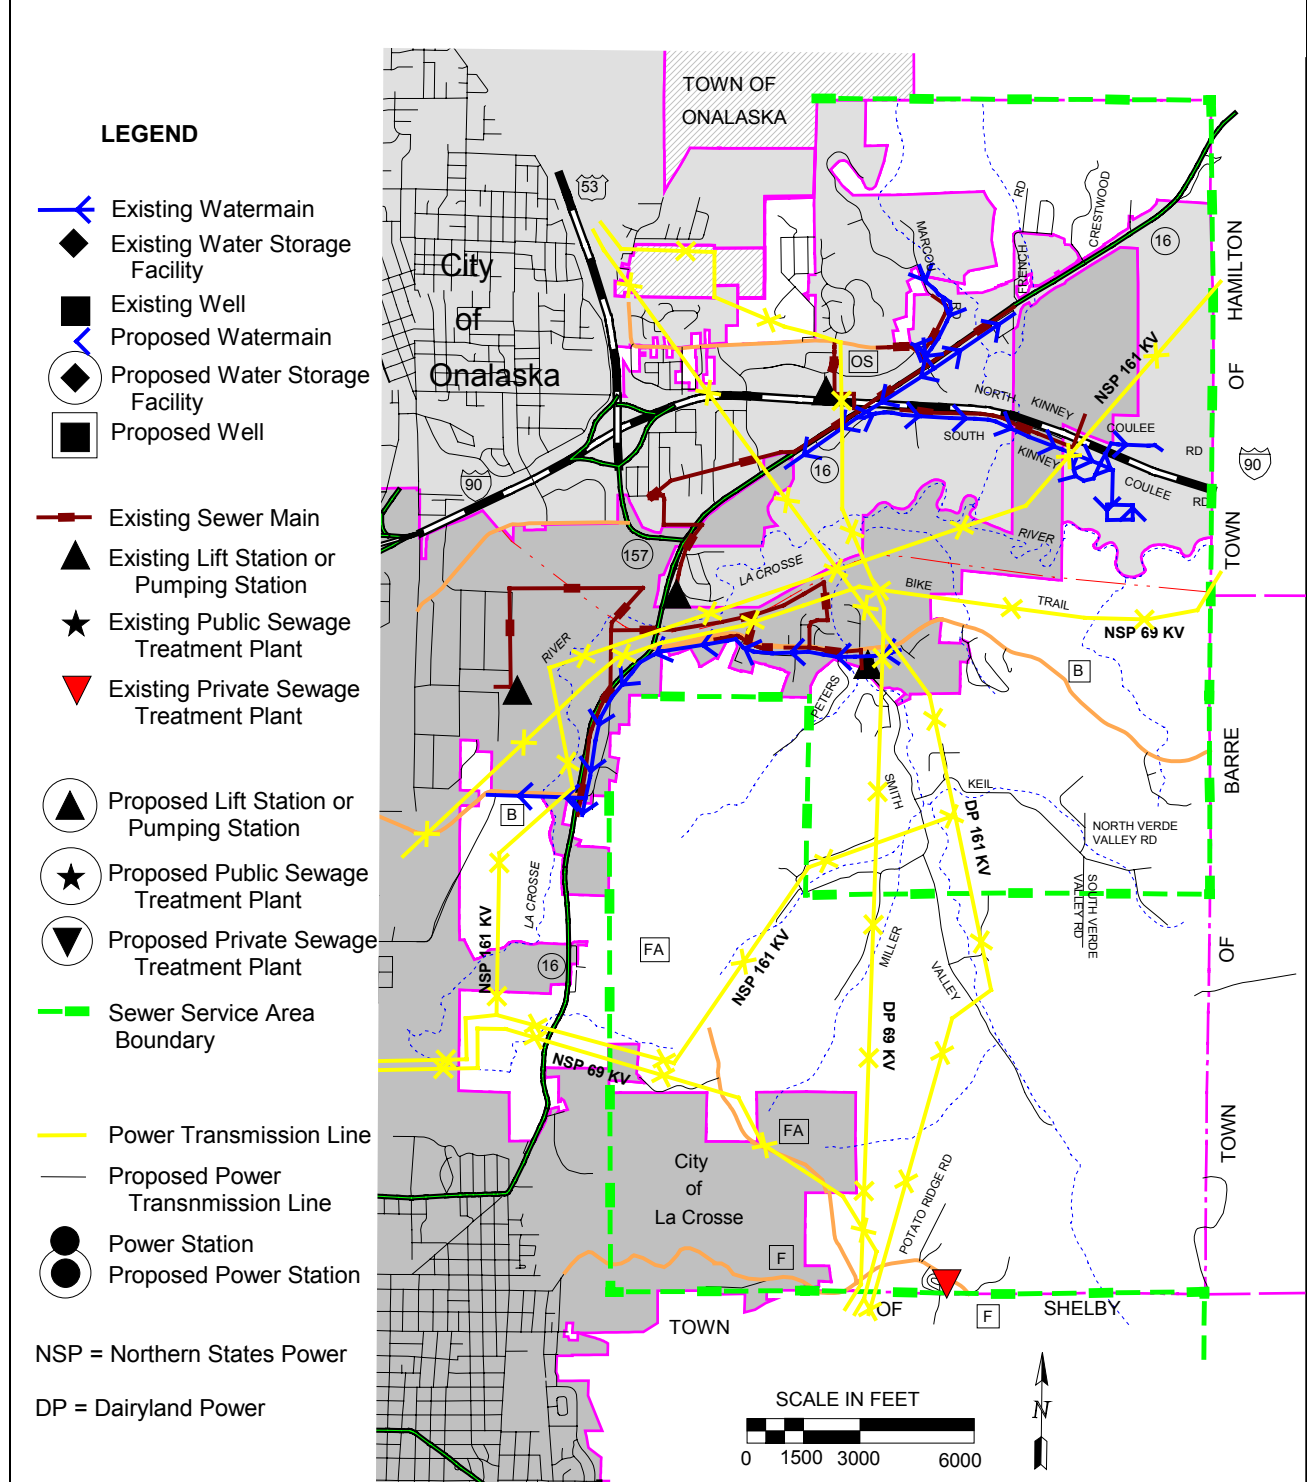 LEGEND
Existing Watermain
Existing Water Storage
Facility
Existing Well
Proposed Watermain
Proposed Water Storage
Facility
Proposed Well
Existing Sewer Main
Existing Lift Station or
Pumping Station
Existing Public Sewage
Treatment Plant
Existing Private Sewage
Treatment Plant
Proposed Lift Station or
Pumping Station
Proposed Public Sewage
Treatment Plant
Proposed Private Sewage
Treatment Plant
Sewer Service Area
Boundary
Power Transmission Line
Proposed Power
Transnmission Line
Power Station
Proposed Power Station
NSP = Northern States Power
DP = Dairyland Power
TOWN OF
ONALASKA
53
City
of
Onalaska
MARCOU
RD
FRENCH
RD
CRESTWOOD
16
HAMILTON
OF
TOWN
NSP 161 KV
OS
NORTH
KINNEY
COULEE
RD
SOUTH
KINNEY
COULEE
RD
90
90
16
157
RIVER
LA CROSSE
BIKE
TRAIL
NSP 69 KV
RIVER
B
PETERS
SMITH
KEIL
DP 161 KV
NORTH VERDE
VALLEY RD
SOUTH VERDE
VALLEY RD
BARRE
OF
TOWN
B
LA CROSSE
NSP 161 KV
16
FA
NSP 161 KV
MILLER
VALLEY
DP 69 KV
NSP 69 KV
FA
City
of
La Crosse
POTATO RIDGE RD
F
F
TOWN
OF
SHELBY
SCALE IN FEET
0 1500 3000 6000
N